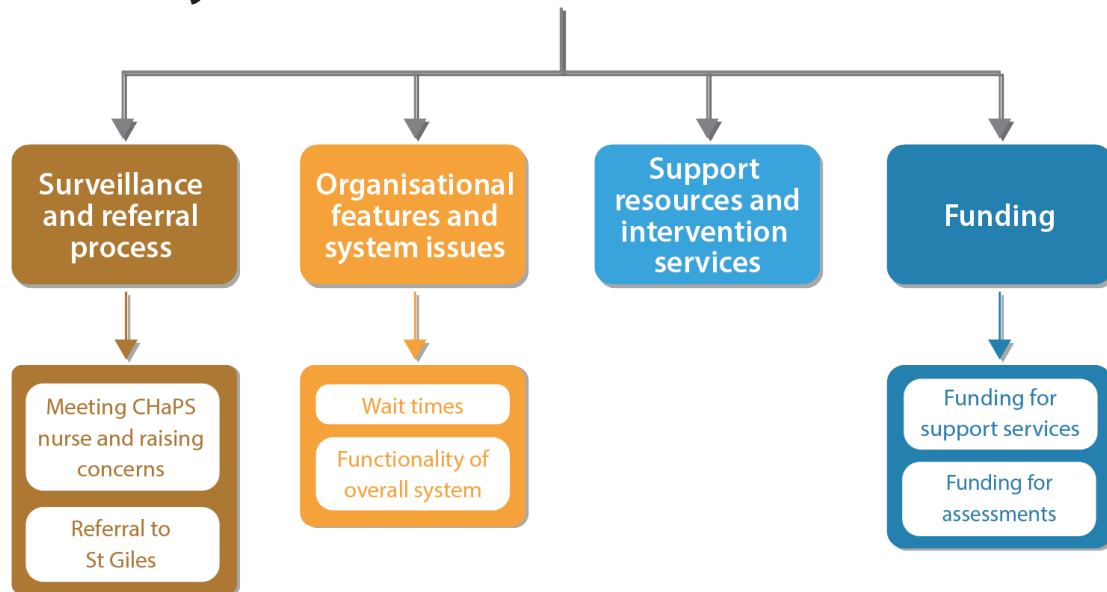 Surveillance
and referral
process
Organisational
features and
system issues
Support
resources and
intervention
services
Funding
Meeting CHaPS
nurse and raising
concerns
Referral to
St Giles
Wait times
Functionality of
overall system
Funding for
support services
Funding for
assessments